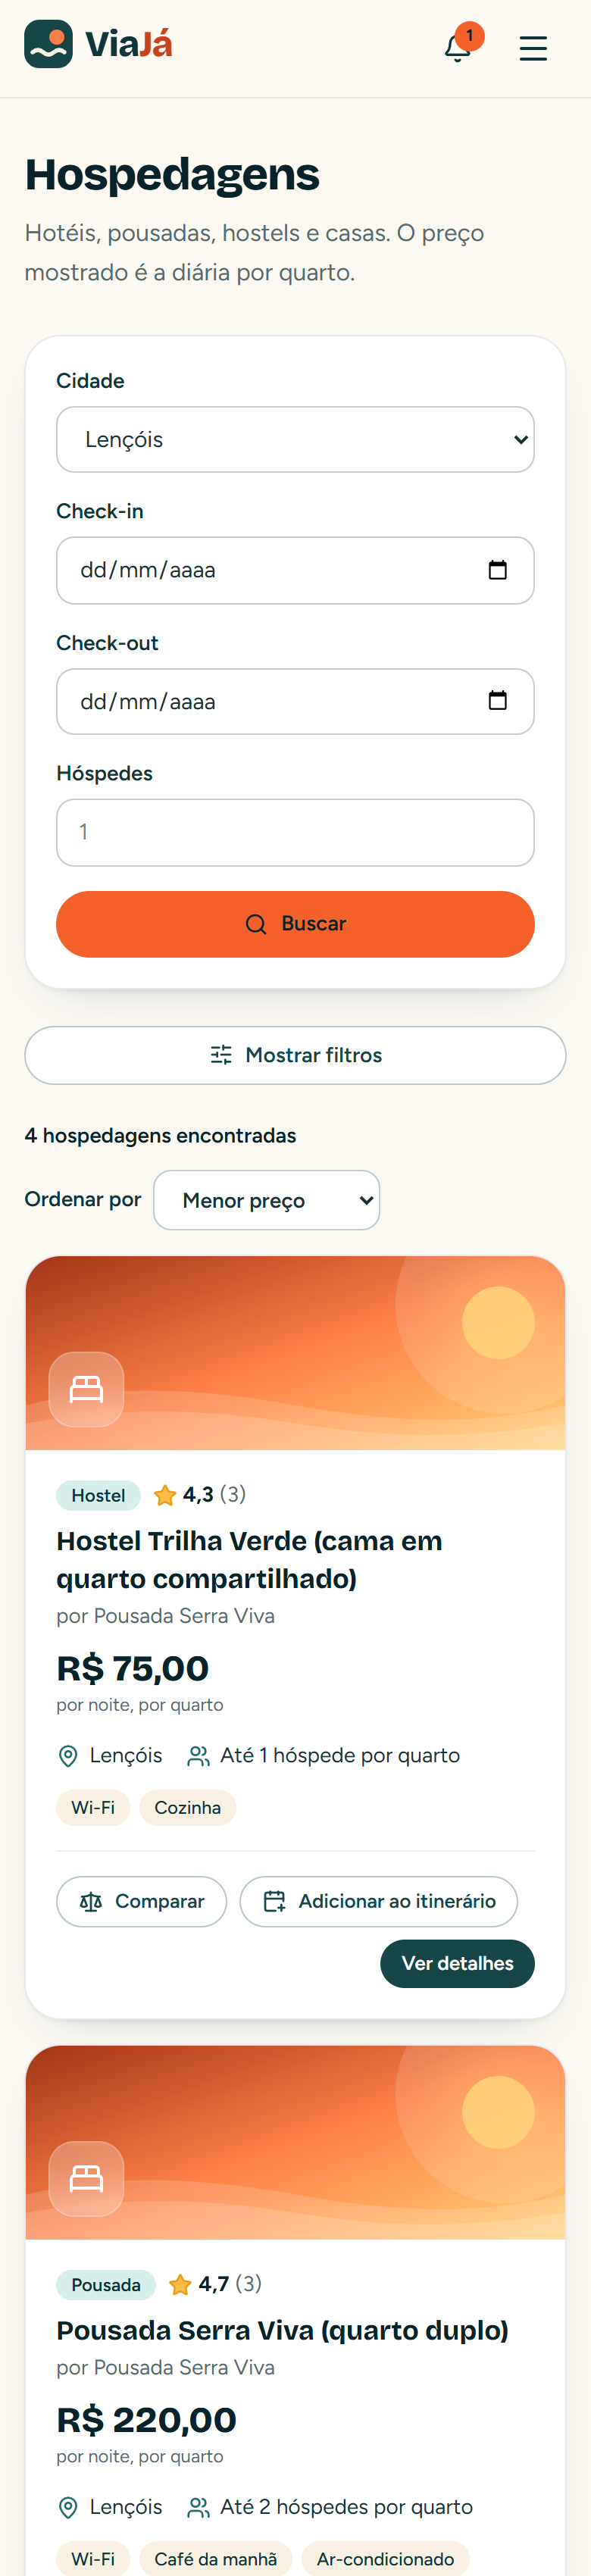 ViaJá
1
Hospedagens
Hotéis, pousadas, hostels e casas. O preço
mostrado é a diária por quarto.
Cidade
Lençóis
Check-in
dd/mm/aaaa
Check-out
dd/mm/aaaa
Hóspedes
1
Buscar
Mostrar filtros
4 hospedagens encontradas
Ordenar por Menor preço
Hostel 4,3 (3)
Hostel Trilha Verde (cama em
quarto compartilhado)
por Pousada Serra Viva
R$ 75,00
por noite, por quarto
Lençóis Até 1 hóspede por quarto
Wi-Fi Cozinha
Comparar Adicionar ao itinerário
Ver detalhes
Pousada 4,7 (3)
Pousada Serra Viva (quarto duplo)
por Pousada Serra Viva
R$ 220,00
por noite, por quarto
Lençóis Até 2 hóspedes por quarto
Wi-Fi Café da manhã Ar-condicionado